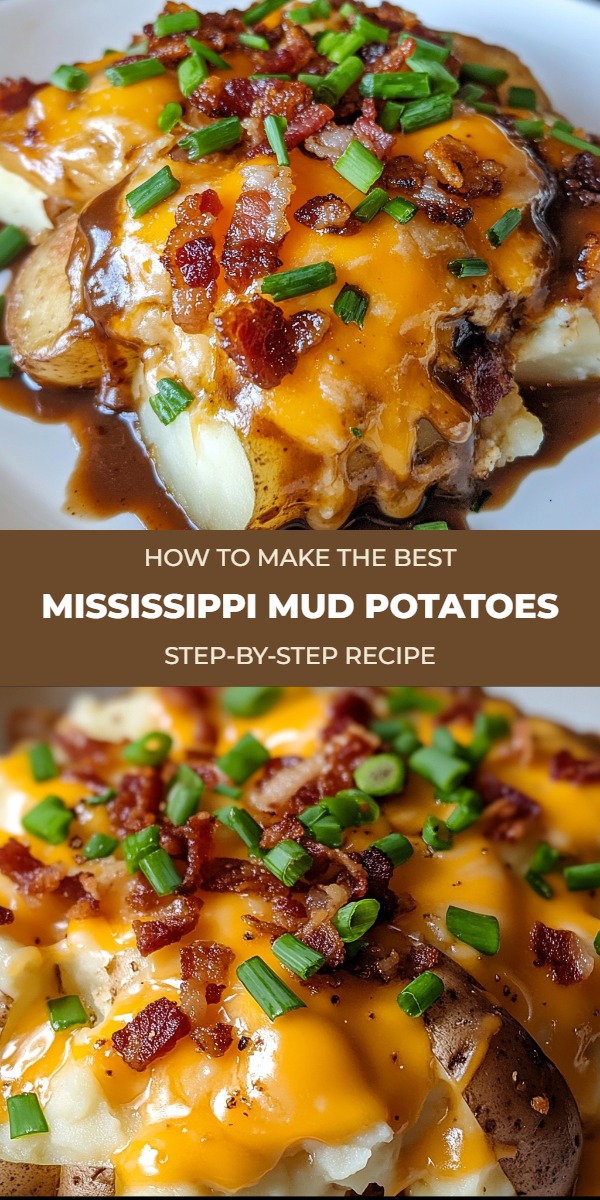 HOW TO MAKE THE BEST
MISSISSIPPI MUD POTATOES
STEP-BY-STEP RECIPE